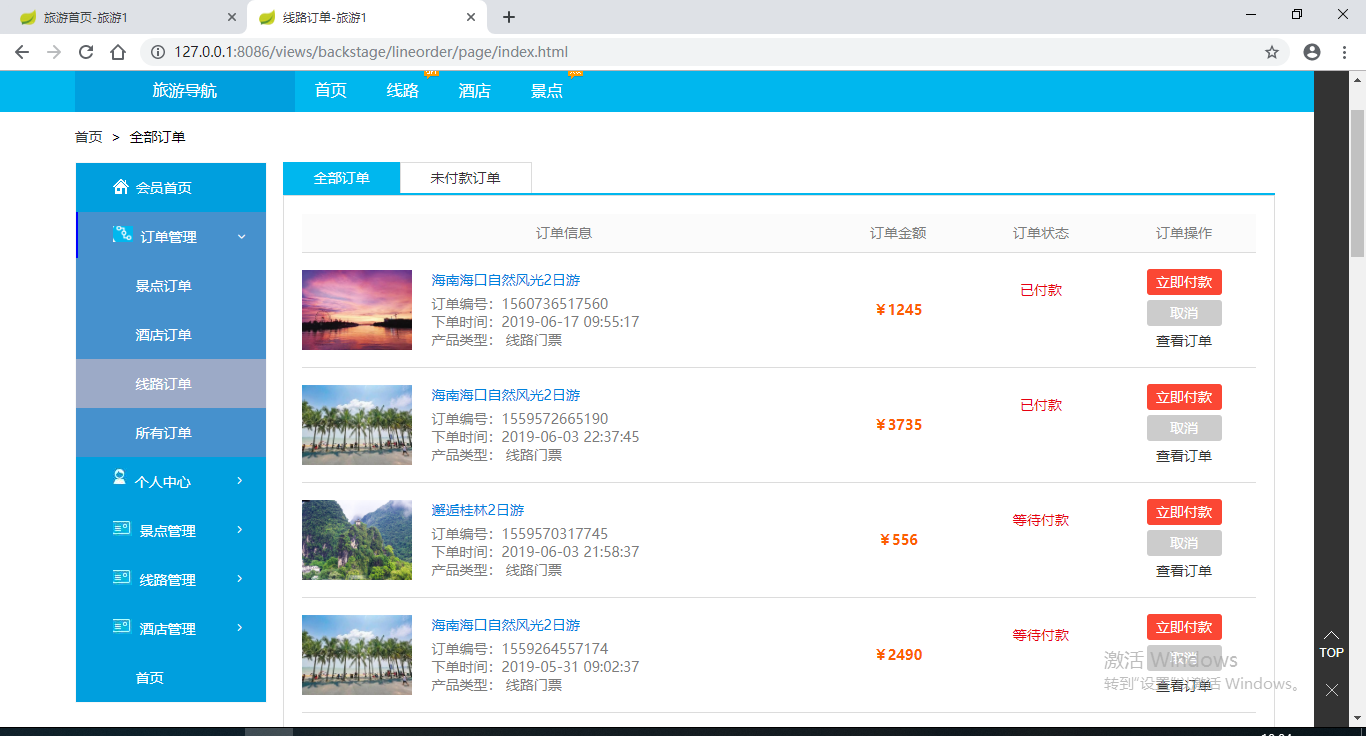 旅游首页-旅游1
线路订单-旅游1
127.0.0.1:8086/views/backstage/lineorder/page/index.html
旅游导航 首页 线路 酒店 景点
首页 > 全部订单
会员首页
订单管理
景点订单
酒店订单
线路订单
所有订单
个人中心
景点管理
线路管理
酒店管理
首页
全部订单 未付款订单
订单信息 订单金额 订单状态 订单操作
海南海口自然风光2日游
订单编号：1560736517560
下单时间：2019-06-17 09:55:17
产品类型： 线路门票
￥1245
已付款
立即付款
取消
查看订单
海南海口自然风光2日游
订单编号：1559572665190
下单时间：2019-06-03 22:37:45
产品类型： 线路门票
￥3735
已付款
立即付款
取消
查看订单
邂逅桂林2日游
订单编号：1559570317745
下单时间：2019-06-03 21:58:37
产品类型： 线路门票
￥556
等待付款
立即付款
取消
查看订单
海南海口自然风光2日游
订单编号：1559264557174
下单时间：2019-05-31 09:02:37
产品类型： 线路门票
￥2490
等待付款
立即付款
取消
查看订单
激活 Windows
转到"设置"以激活 Windows。
TOP